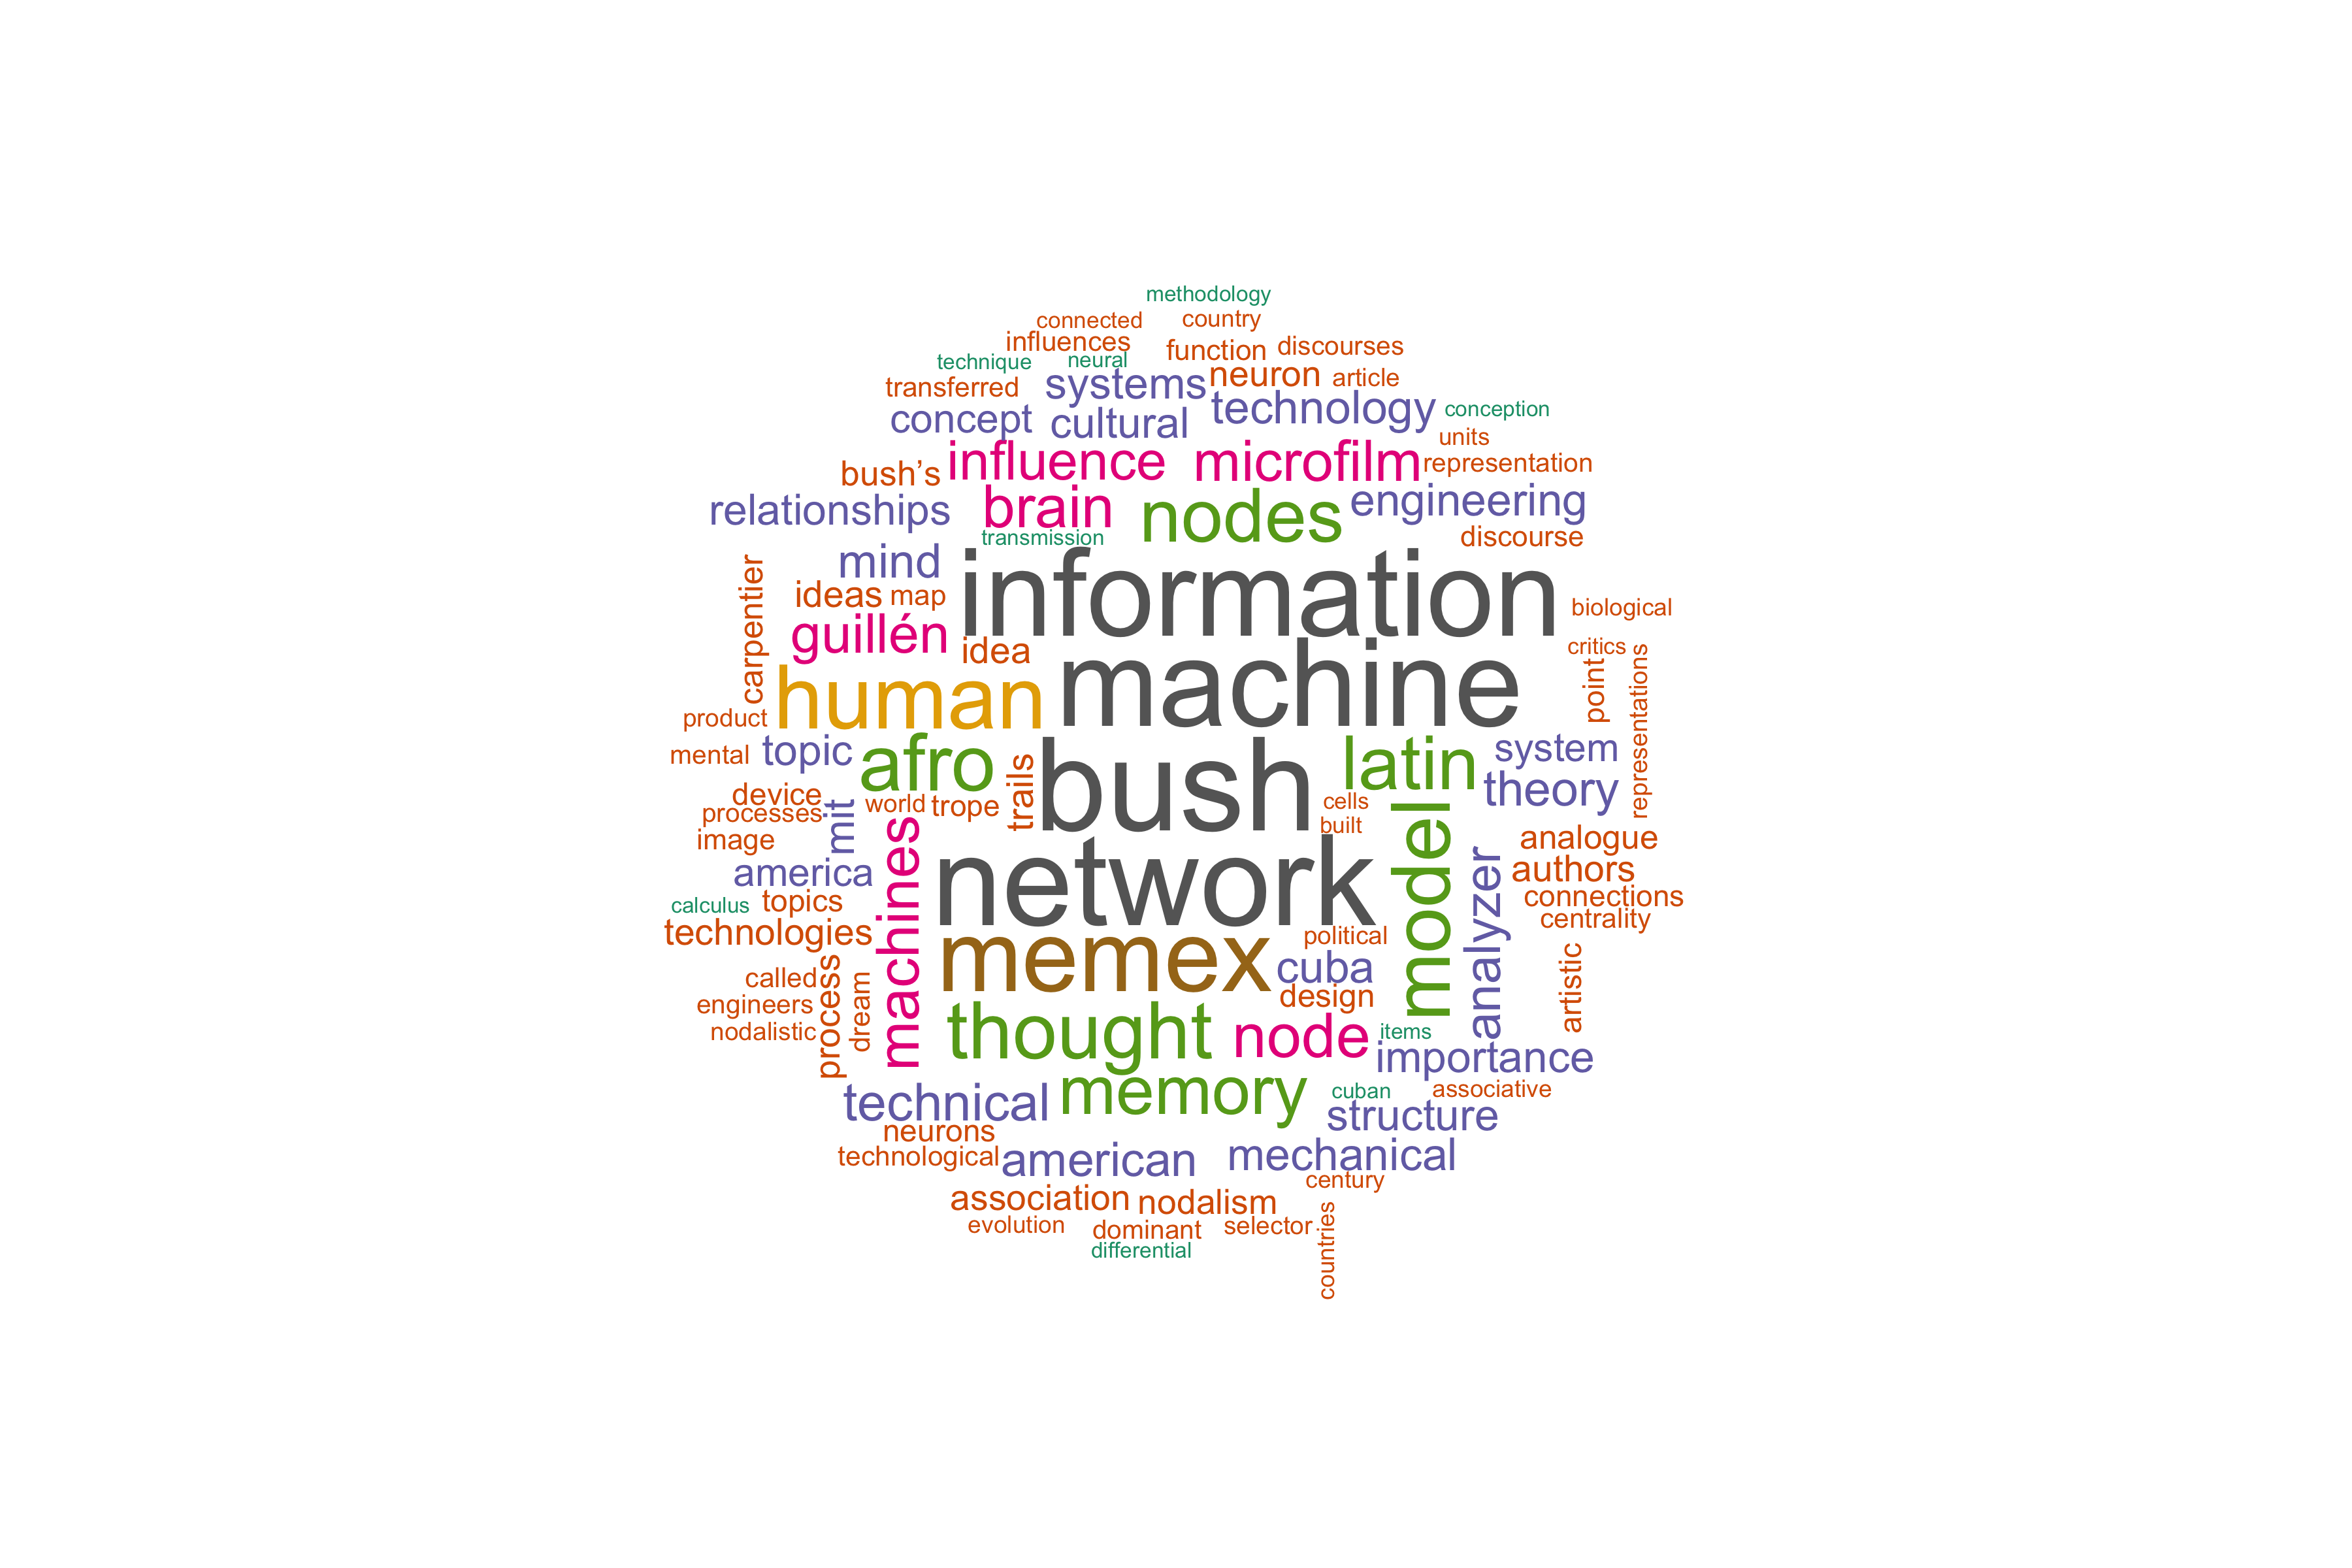 methodology
connected
country
influences
function
discourses
technique
neural
systems
neuron
article
transferred
concept
cultural
technology
conception
units
influence
microfilm
representation
bush’s
relationships
brain
nodes
engineering
transmission
discourse
mind
information
carpentier
ideas
map
biological
guillén
idea
machine
critics
human
point
representations
product
mental
topic
afro
trails
bush
latin
system
theory
device
world
trope
cells
processes
mit
built
model
image
machines
network
analyzer
analogue
america
authors
calculus
topics
connections
technologies
centrality
memex
political
called
process
dream
cuba
artistic
engineers
design
nodalistic
thought
node
items
importance
technical
memory
cuban
associative
structure
neurons
technological
american
mechanical
century
association
nodalism
evolution
dominant
selector
countries
differential